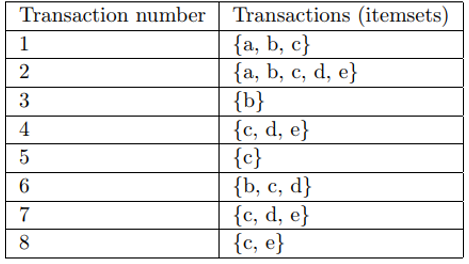 Transaction number Transactions (itemsets)
1 {a, b, c}
2 {a, b, c, d, e}
3 {b}
4 {c, d, e}
5 {c}
6 {b, c, d}
7 {c, d, e}
8 {c, e}